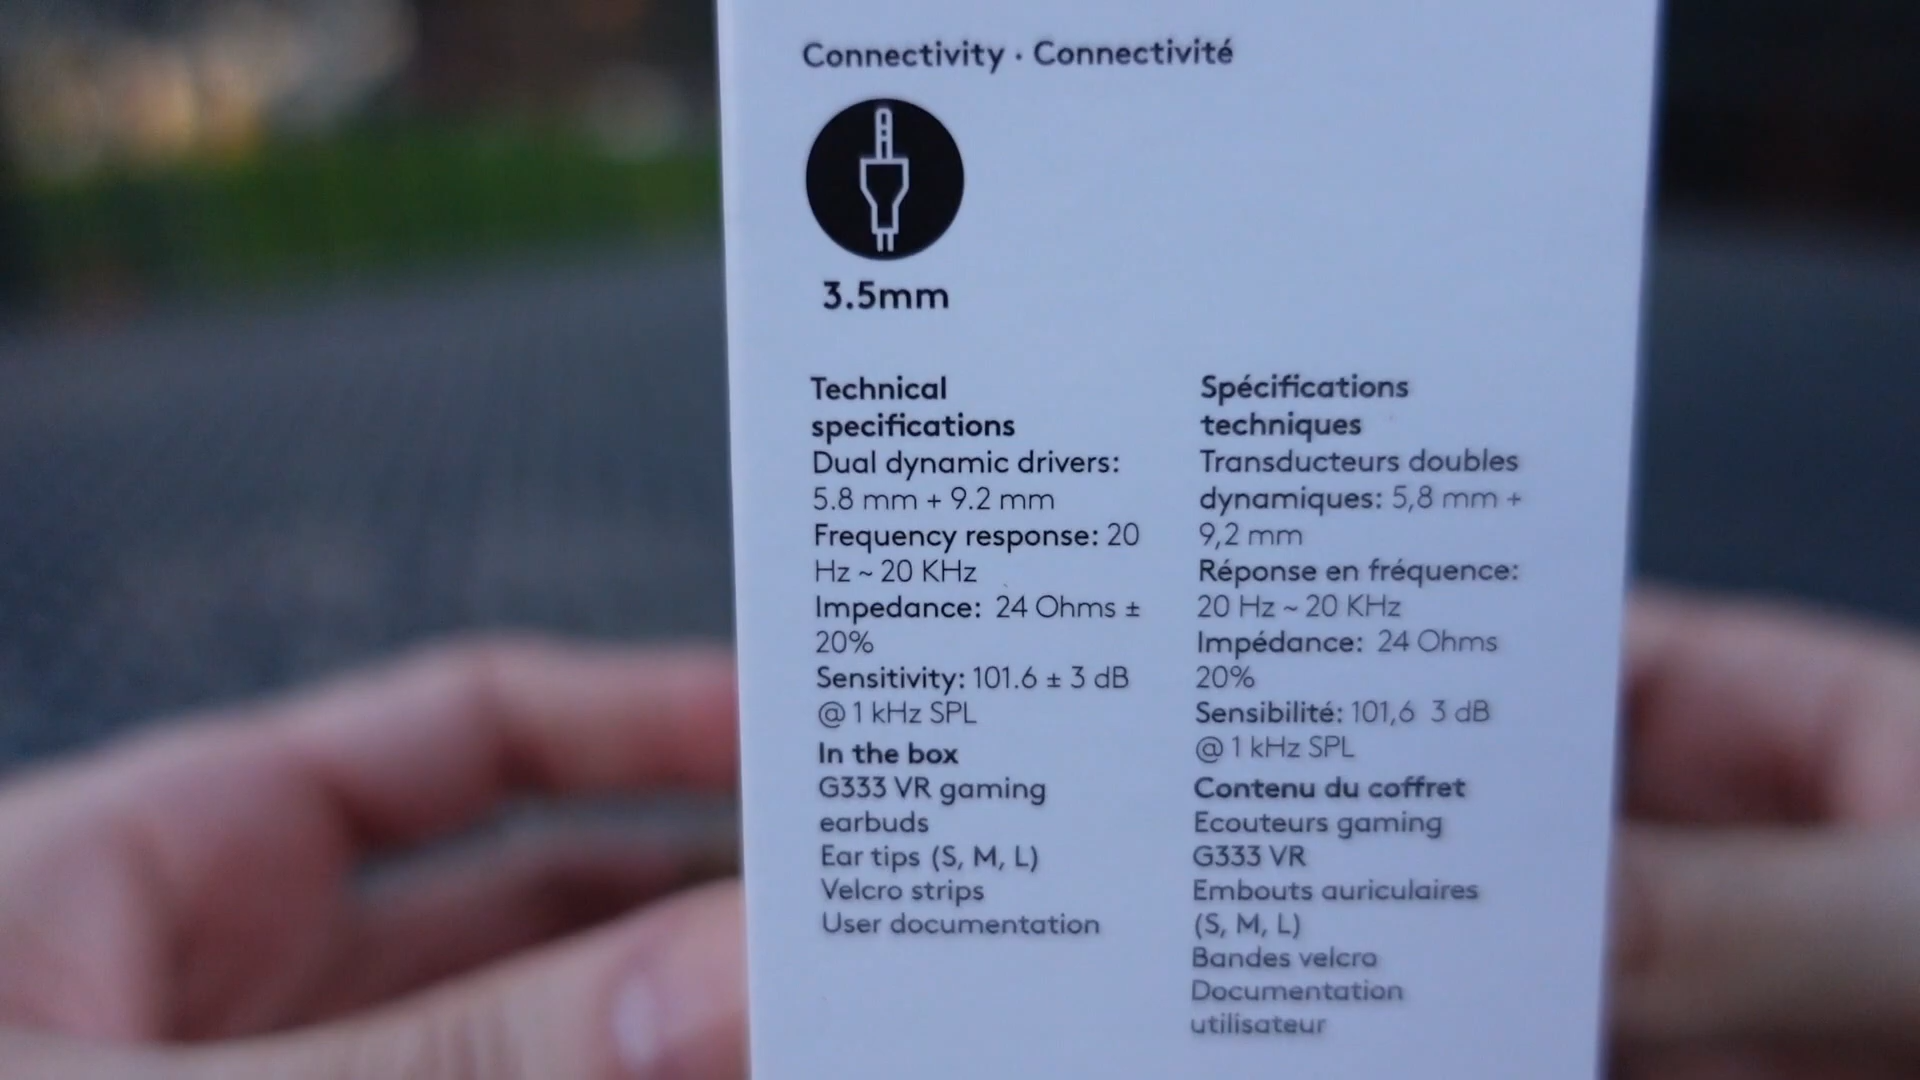 Connectivity · Connectivité
3.5mm
Technical
specifications
Dual dynamic drivers:
5.8 mm + 9.2 mm
Frequency response: 20
Hz ~ 20 KHz
Impedance: 24 Ohms ±
20%
Sensitivity: 101.6 ± 3 dB
@ 1 kHz SPL
In the box
G333 VR gaming
earbuds
Ear tips (S, M, L)
Velcro strips
User documentation
Spécifications
techniques
Transducteurs doubles
dynamiques: 5,8 mm +
9,2 mm
Réponse en fréquence:
20 Hz ~ 20 KHz
Impédance: 24 Ohms
20%
Sensibilité: 101,6 3 dB
@ 1 kHz SPL
Contenu du coffret
Ecouteurs gaming
G333 VR
Embouts auriculaires
(S, M, L)
Bandes velcro
Documentation
utilisateur